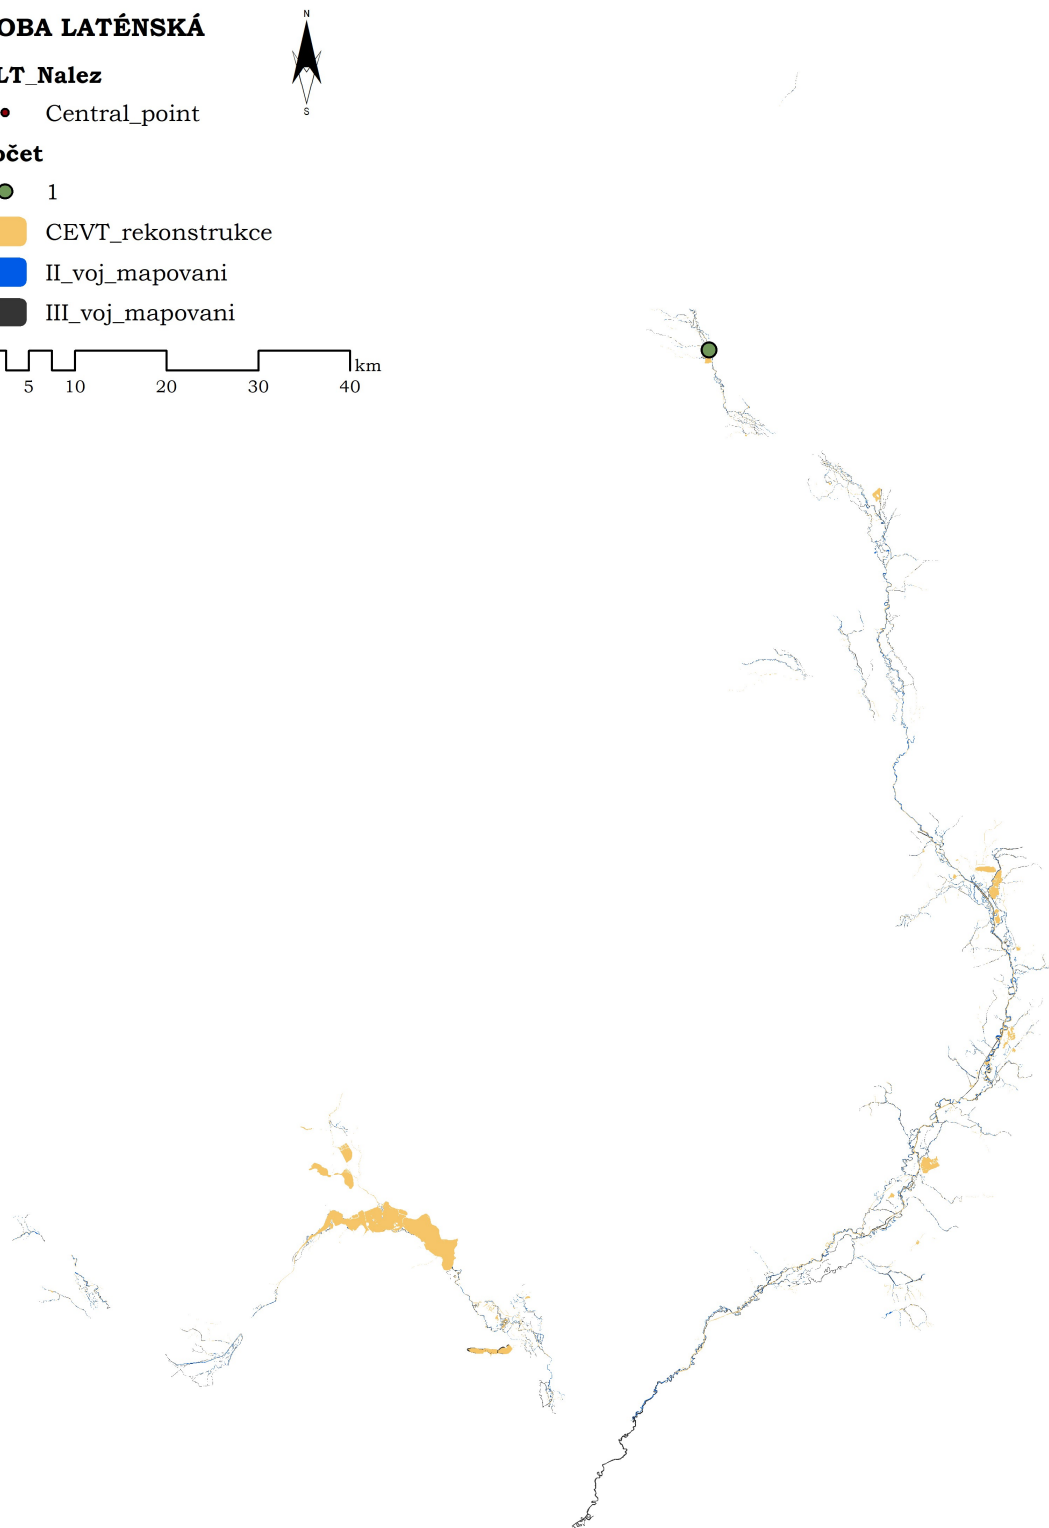 OBA LATÉNSKÁ
N
LT_Nalez
S
Central_point
očet
1
CEVT_rekonstrukce
II_voj_mapovani
III_voj_mapovani
km
5 10 20 30 40